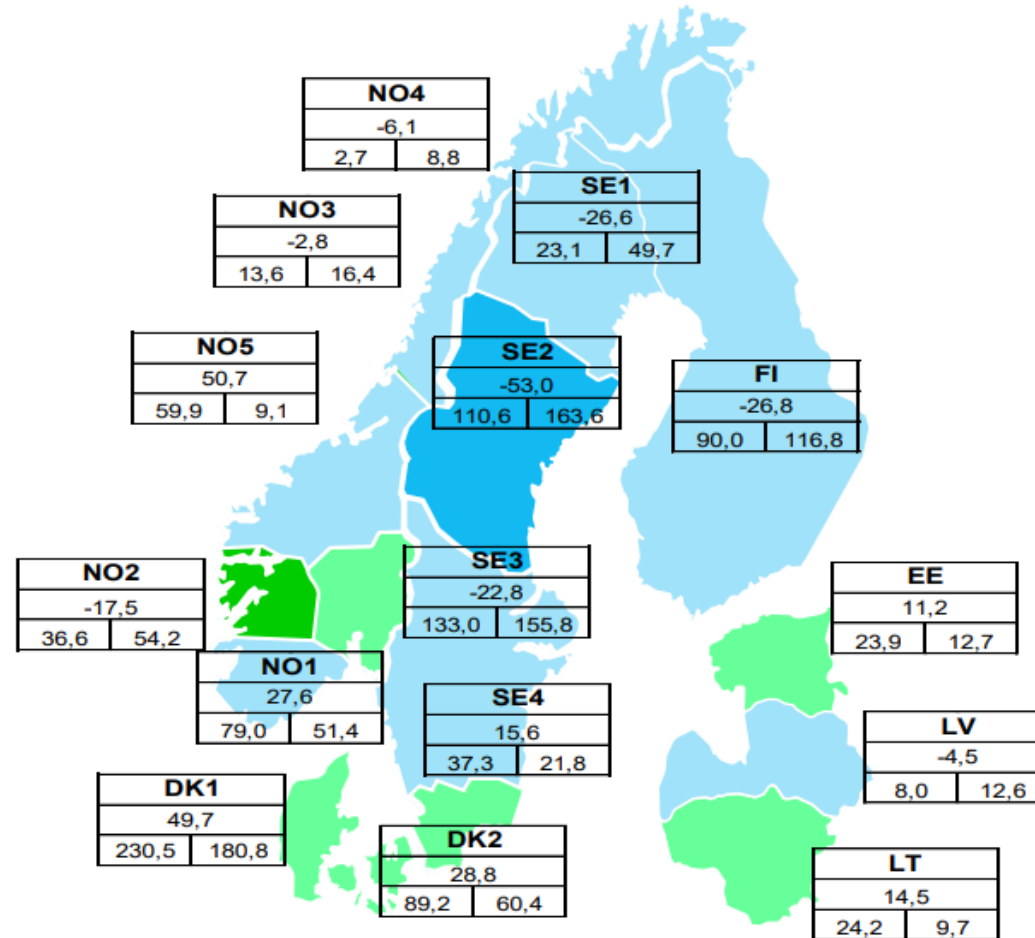 NO4
-6,1
2,7 8,8
SE1
-26,6
23,1 49,7
NO3
-2,8
13,6 16,4
NO5
50,7
59,9 9,1
SE2
-53,0
110,6 163,6
FI
-26,8
90,0 116,8
NO2
-17,5
36,6 54,2
SE3
-22,8
133,0 155,8
EE
11,2
23,9 12,7
NO1
27,6
79,0 51,4
SE4
15,6
37,3 21,8
LV
-4,5
8,0 12,6
DK1
49,7
230,5 180,8
DK2
28,8
89,2 60,4
LT
14,5
24,2 9,7